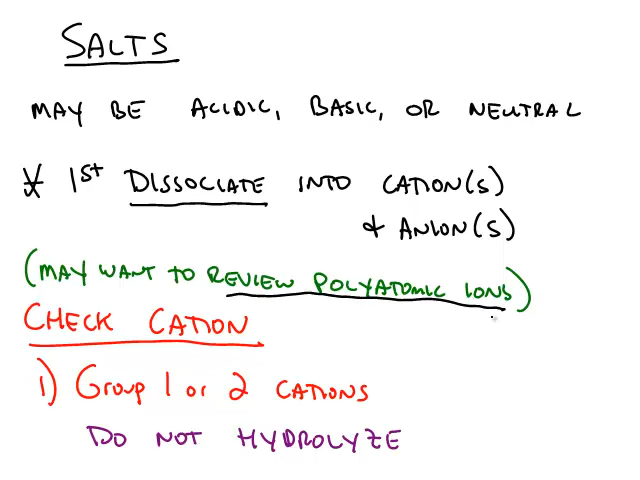 SALTS
MAY BE ACIDIC, BASIC, OR NEUTRAL
* 1st DISSOCIATE INTO CATION(S)
& ANION(S)
(MAY WANT TO REVIEW POLYATOMIC IONS)
CHECK CATION
1) Group 1 or 2 CATIONS
DO NOT HYDROLYZE